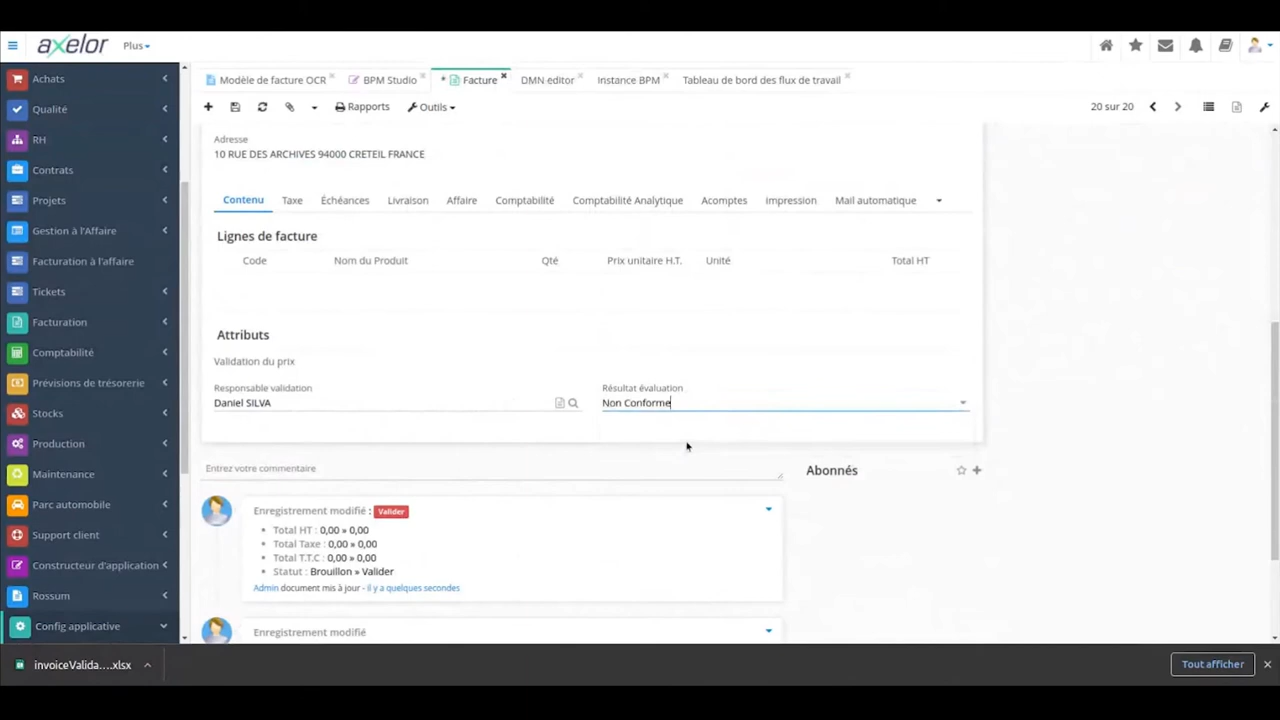 axelor
Plus
Achats
Qualité
RH
Contrats
Projets
Gestion à l'Affaire
Facturation à l'affaire
Tickets
Facturation
Comptabilité
Prévisions de trésorerie
Stocks
Production
Maintenance
Parc automobile
Support client
Constructeur d'application
Rossum
Config applicative
Modèle de facture OCR
BPM Studio
* Facture
DMN editor
Instance BPM
Tableau de bord des flux de travail
Rapports
Outils
20 sur 20
Adresse
10 RUE DES ARCHIVES 94000 CRETEIL FRANCE
Contenu Taxe Échéances Livraison Affaire Comptabilité Comptabilité Analytique Acomptes impression Mail automatique
Lignes de facture
Code Nom du Produit Qté Prix unitaire H.T. Unité Total HT
Attributs
Validation du prix
Responsable validation
Daniel SILVA
Résultat évaluation
Non Conforme
Entrez votre commentaire
Abonnés
Enregistrement modifié : Valider
Total HT : 0,00 » 0,00
Total Taxe : 0,00 » 0,00
Total T.T.C : 0,00 » 0,00
Statut : Brouillon » Valider
Admin document mis à jour - il y a quelques secondes
Enregistrement modifié
invoiceValida....xlsx
Tout afficher